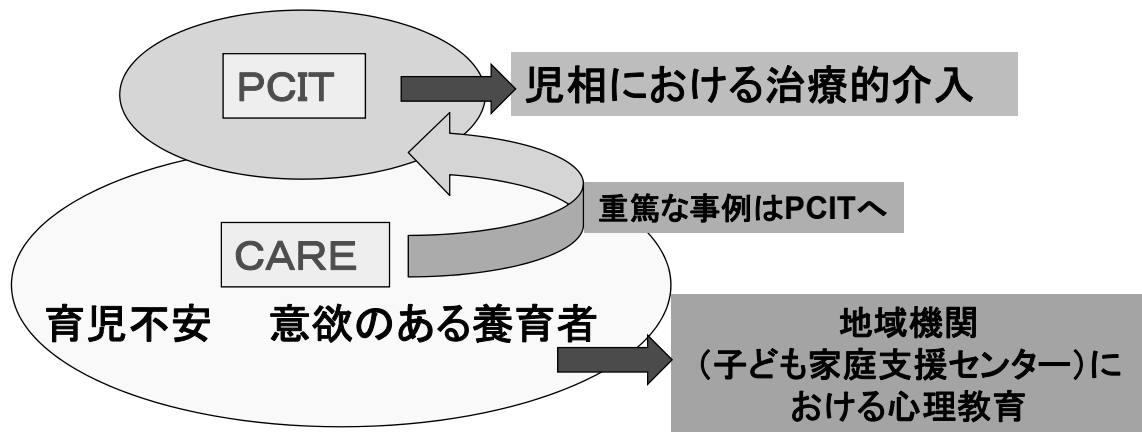 PCIT
児相における治療的介入
重篤な事例はPCITへ
CARE
育児不安　意欲のある養育者
地域機関
（子ども家庭支援センター）に
おける心理教育